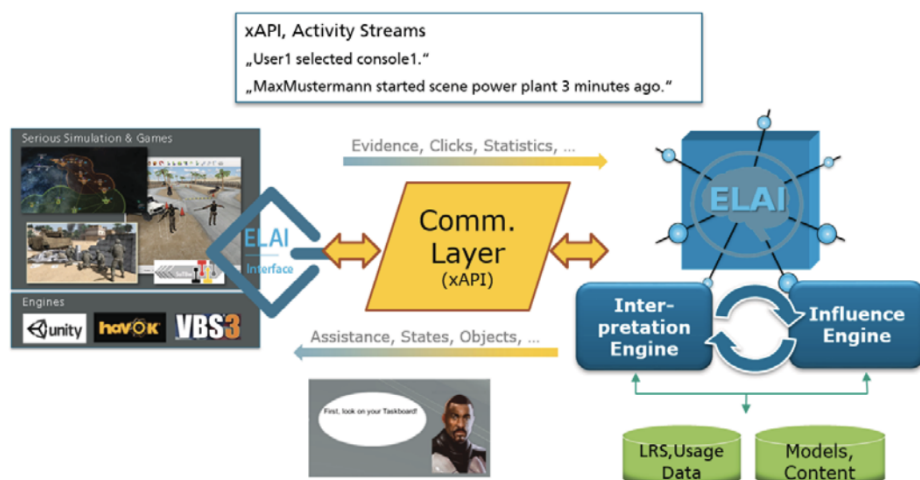 xAPI, Activity Streams
„User1 selected console1.“
„MaxMustermann started scene power plant 3 minutes ago.“
Serious Simulation & Games
Evidence, Clicks, Statistics, ...
ELAI
Interface
Comm.
Layer
(xAPI)
ELAI
Engines
unity
havok
VBS3
Assistance, States, Objects, ...
Inter-
pretation
Engine
Influence
Engine
First, look on your Taskboard!
LRS,Usage
Data
Models,
Content